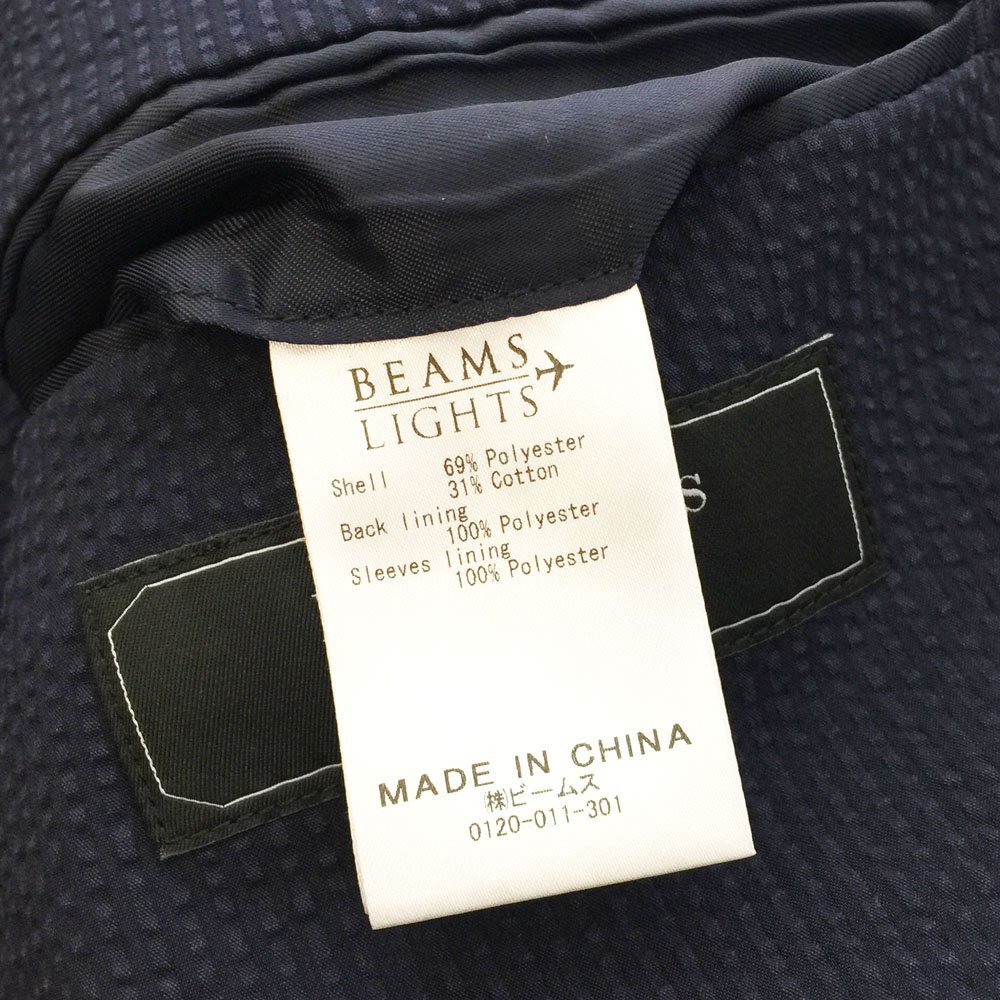 BEAMS
LIGHTS
Shell 69% Polyester
31% Cotton
Back lining
100% Polyester
Sleeves lining
100% Polyester
MADE IN CHINA
㈱ビームス
0120-011-301
S